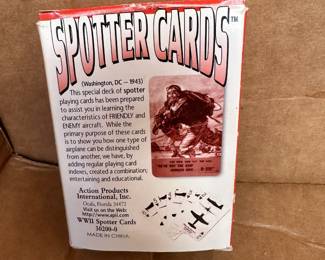 SPOTTER CARDS™
(Washington, DC – 1943)
This special deck of spotter
playing cards has been prepared
to assist you in learning the
characteristics of FRIENDLY and
ENEMY aircraft. While the
primary purpose of these cards
is to show you how one type of
airplane can be distinguished
from another, we have, by
adding regular playing card
indexes, created a combination;
entertaining and educational.
Action Products
International, Inc.
Ocala, Florida 34472
Visit us on the Web:
http://www.apii.com
WWII Spotter Cards
30200-0
MADE IN CHINA